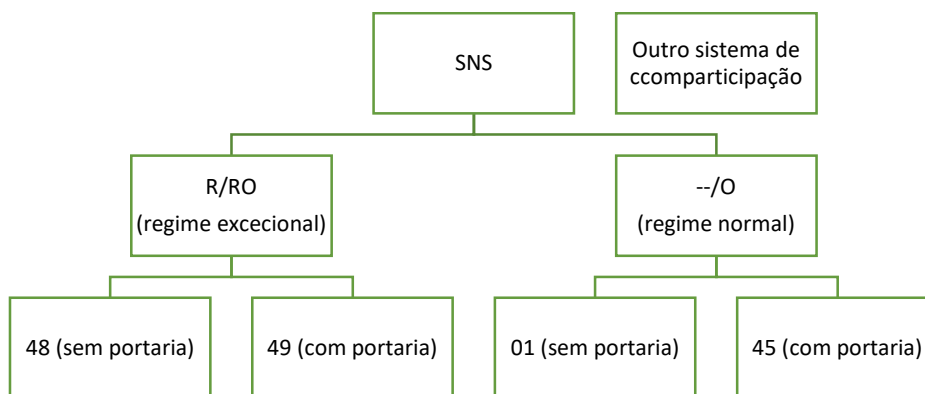 SNS
Outro sistema de
ccomparticipação
R/RO
(regime excecional)
--/O
(regime normal)
48 (sem portaria)
49 (com portaria)
01 (sem portaria)
45 (com portaria)